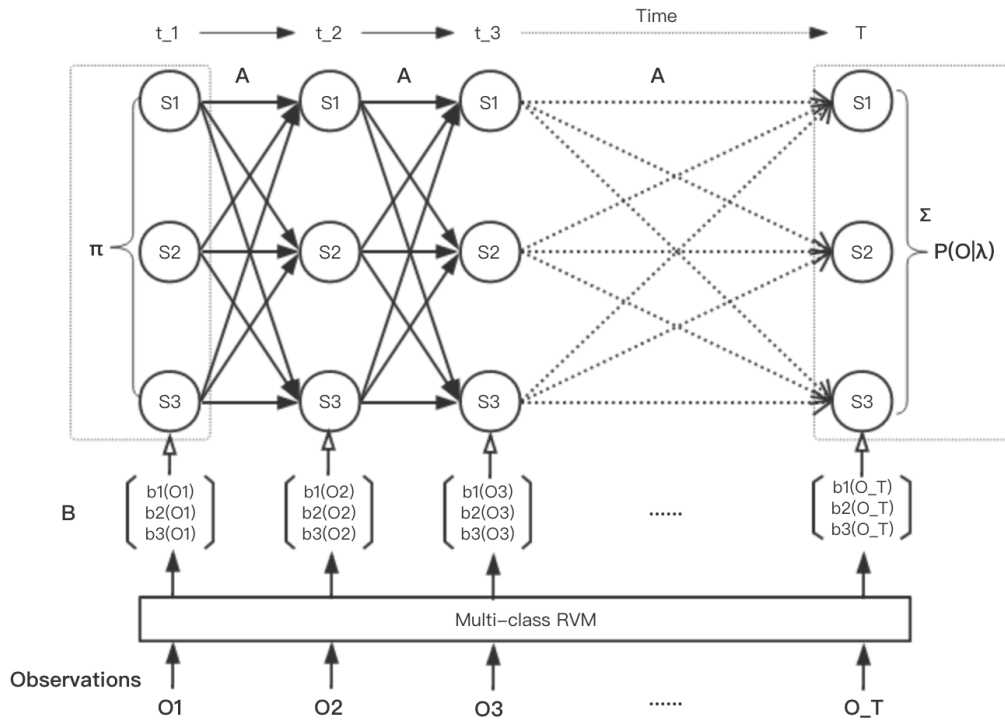 Time
t_1 t_2 t_3 T
A A A
S1 S1 S1 S1
Σ
π S2 S2 S2 S2 P(O|λ)
S3 S3 S3 S3
b1(O1) b1(O2) b1(O3) b1(O_T)
B b2(O1) b2(O2) b2(O3) ...... b2(O_T)
b3(O1) b3(O2) b3(O3) b3(O_T)
Multi-class RVM
Observations
O1 O2 O3 ...... O_T